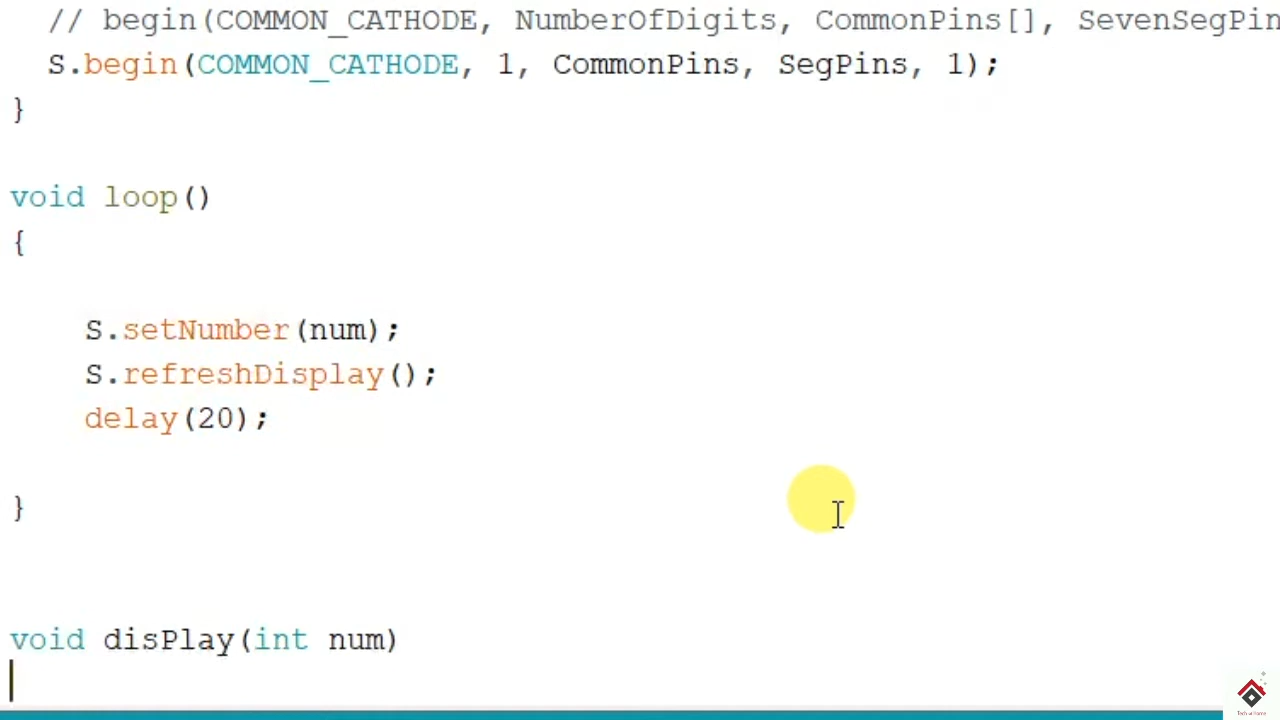 // begin(COMMON_CATHODE, NumberOfDigits, CommonPins[], SevenSegPin
S.begin(COMMON_CATHODE, 1, CommonPins, SegPins, 1);
}
void loop()
{
S.setNumber(num);
S.refreshDisplay();
delay(20);
}
void disPlay(int num)